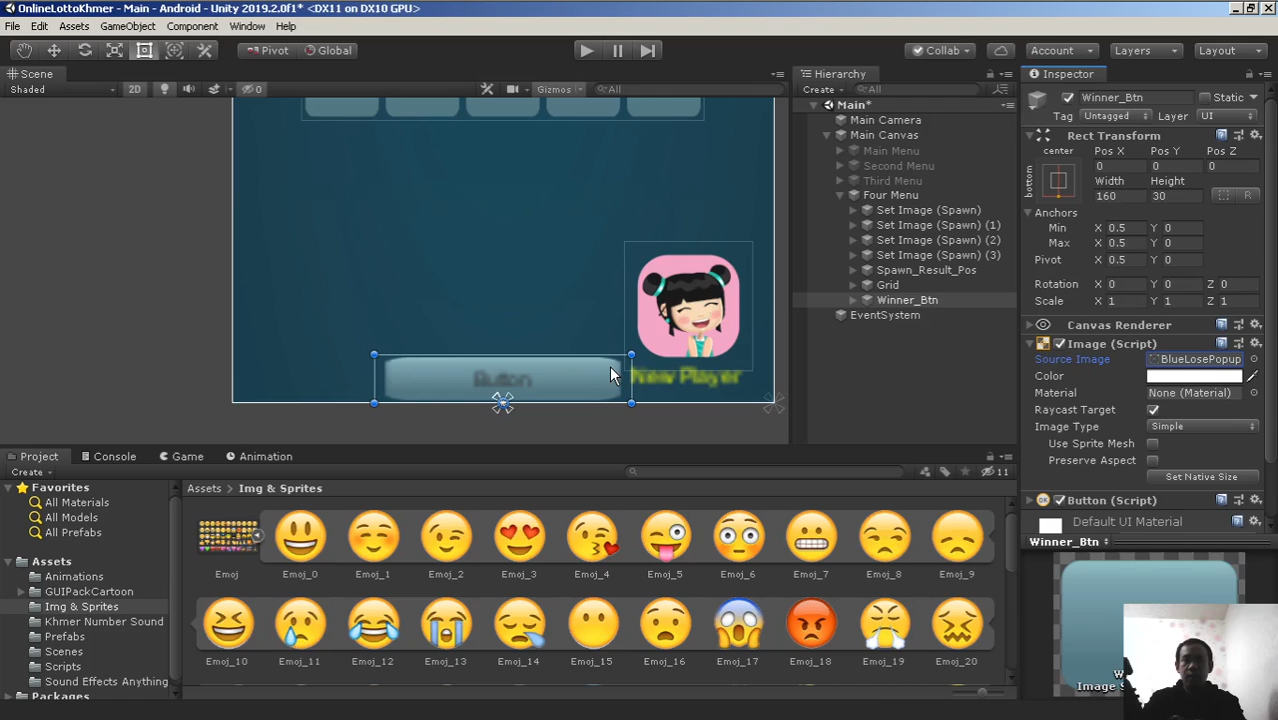 OnlineLottoKhmer - Main - Android - Unity 2019.2.0f1* <DX11 on DX10 GPU>
File Edit Assets GameObject Component Window Help
Pivot Global Collab Account Layers Layout
Scene
Shaded 2D 0 Gizmos All
Button
New Player
Hierarchy
Create All
Main*
Main Camera
Main Canvas
Main Menu
Second Menu
Third Menu
Four Menu
Set Image (Spawn)
Set Image (Spawn) (1)
Set Image (Spawn) (2)
Set Image (Spawn) (3)
Spawn_Result_Pos
Grid
Winner_Btn
EventSystem
Inspector
Winner_Btn Static
Tag Untagged Layer UI
Rect Transform
center Pos X Pos Y Pos Z
bottom 0 0 0
Width Height
160 30 R
Anchors
Min X 0.5 Y 0
Max X 0.5 Y 0
Pivot X 0.5 Y 0
Rotation X 0 Y 0 Z 0
Scale X 1 Y 1 Z 1
Canvas Renderer
Image (Script)
Source Image BlueLosePopup
Color
Material None (Material)
Raycast Target
Image Type Simple
Use Sprite Mesh
Preserve Aspect
Set Native Size
OK Button (Script)
Default UI Material
Winner_Btn
Project Console Game Animation
Create 11
Favorites
All Materials
All Models
All Prefabs
Assets
Animations
GUIPackCartoon
Img & Sprites
Khmer Number Sound
Prefabs
Scenes
Scripts
Sound Effects Anything
Packages
Assets Img & Sprites
Emoj Emoj_0 Emoj_1 Emoj_2 Emoj_3 Emoj_4 Emoj_5 Emoj_6 Emoj_7 Emoj_8 Emoj_9
Emoj_10 Emoj_11 Emoj_12 Emoj_13 Emoj_14 Emoj_15 Emoj_16 Emoj_17 Emoj_18 Emoj_19 Emoj_20